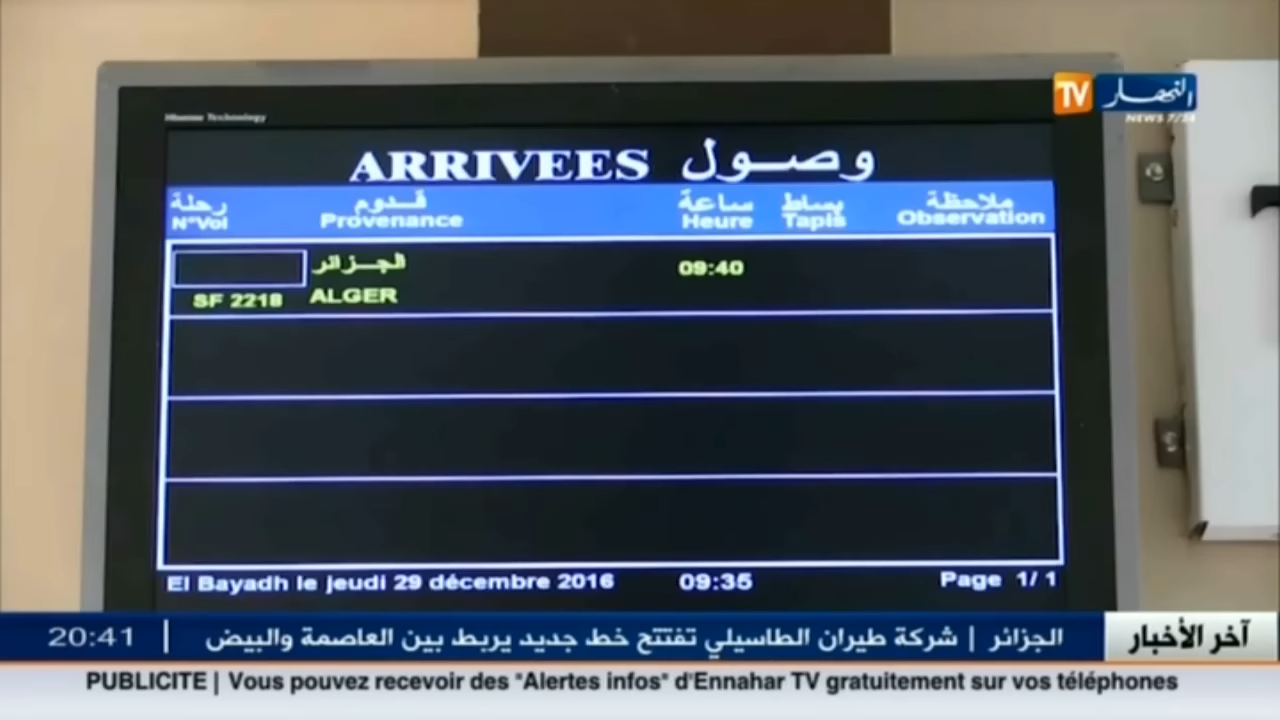 Hisense Technology
TV النهار
NEWS 7/24
ARRIVEES وصـول
رحلة قـدوم ساعة بساط ملاحظة
N°Vol Provenance Heure Tapis Observation
الجـزائر 09:40
SF 2218 ALGER
El Bayadh le jeudi 29 décembre 2016 09:35 Page 1/ 1
آخر الأخبار
الجزائر | شركة طيران الطاسيلي تفتتح خط جديد يربط بين العاصمة والبيض
20:41
PUBLICITE | Vous pouvez recevoir des "Alertes infos" d'Ennahar TV gratuitement sur vos téléphones